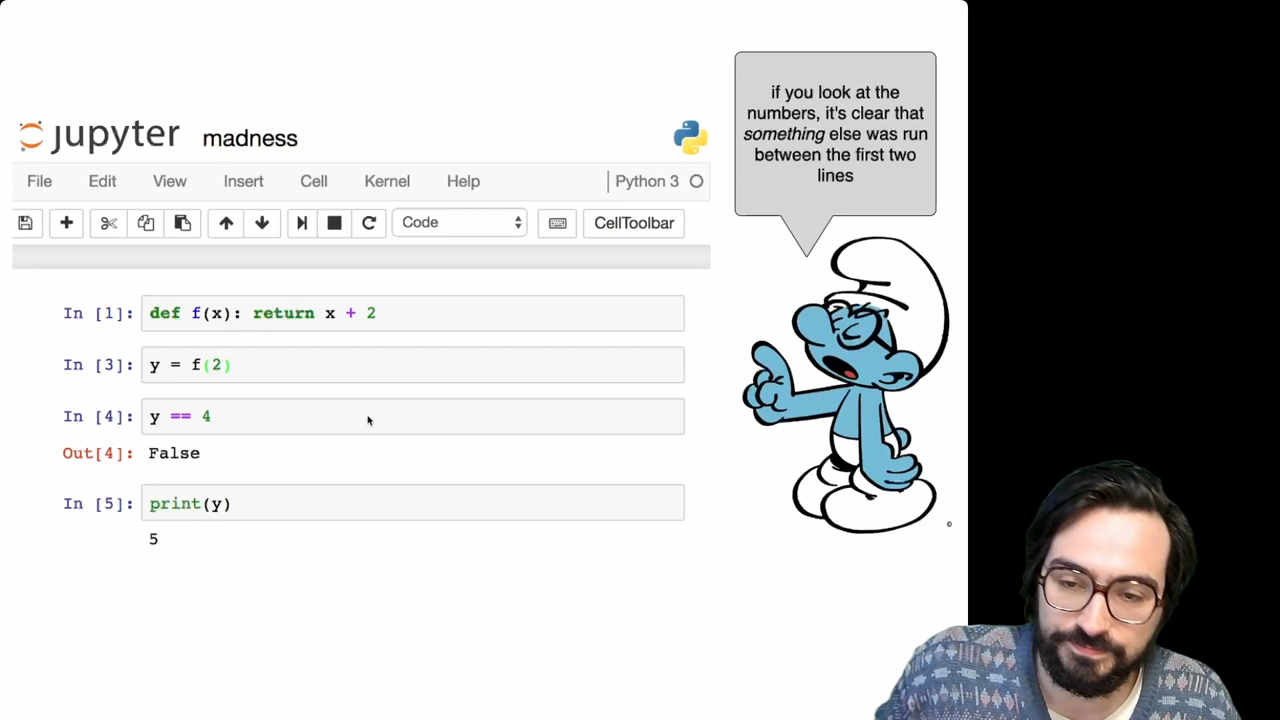 if you look at the
numbers, it's clear that
something else was run
between the first two
lines
jupyter madness
File Edit View Insert Cell Kernel Help Python 3
Code CellToolbar
In [1]: def f(x): return x + 2
In [3]: y = f(2)
In [4]: y == 4
Out[4]: False
In [5]: print(y)
5